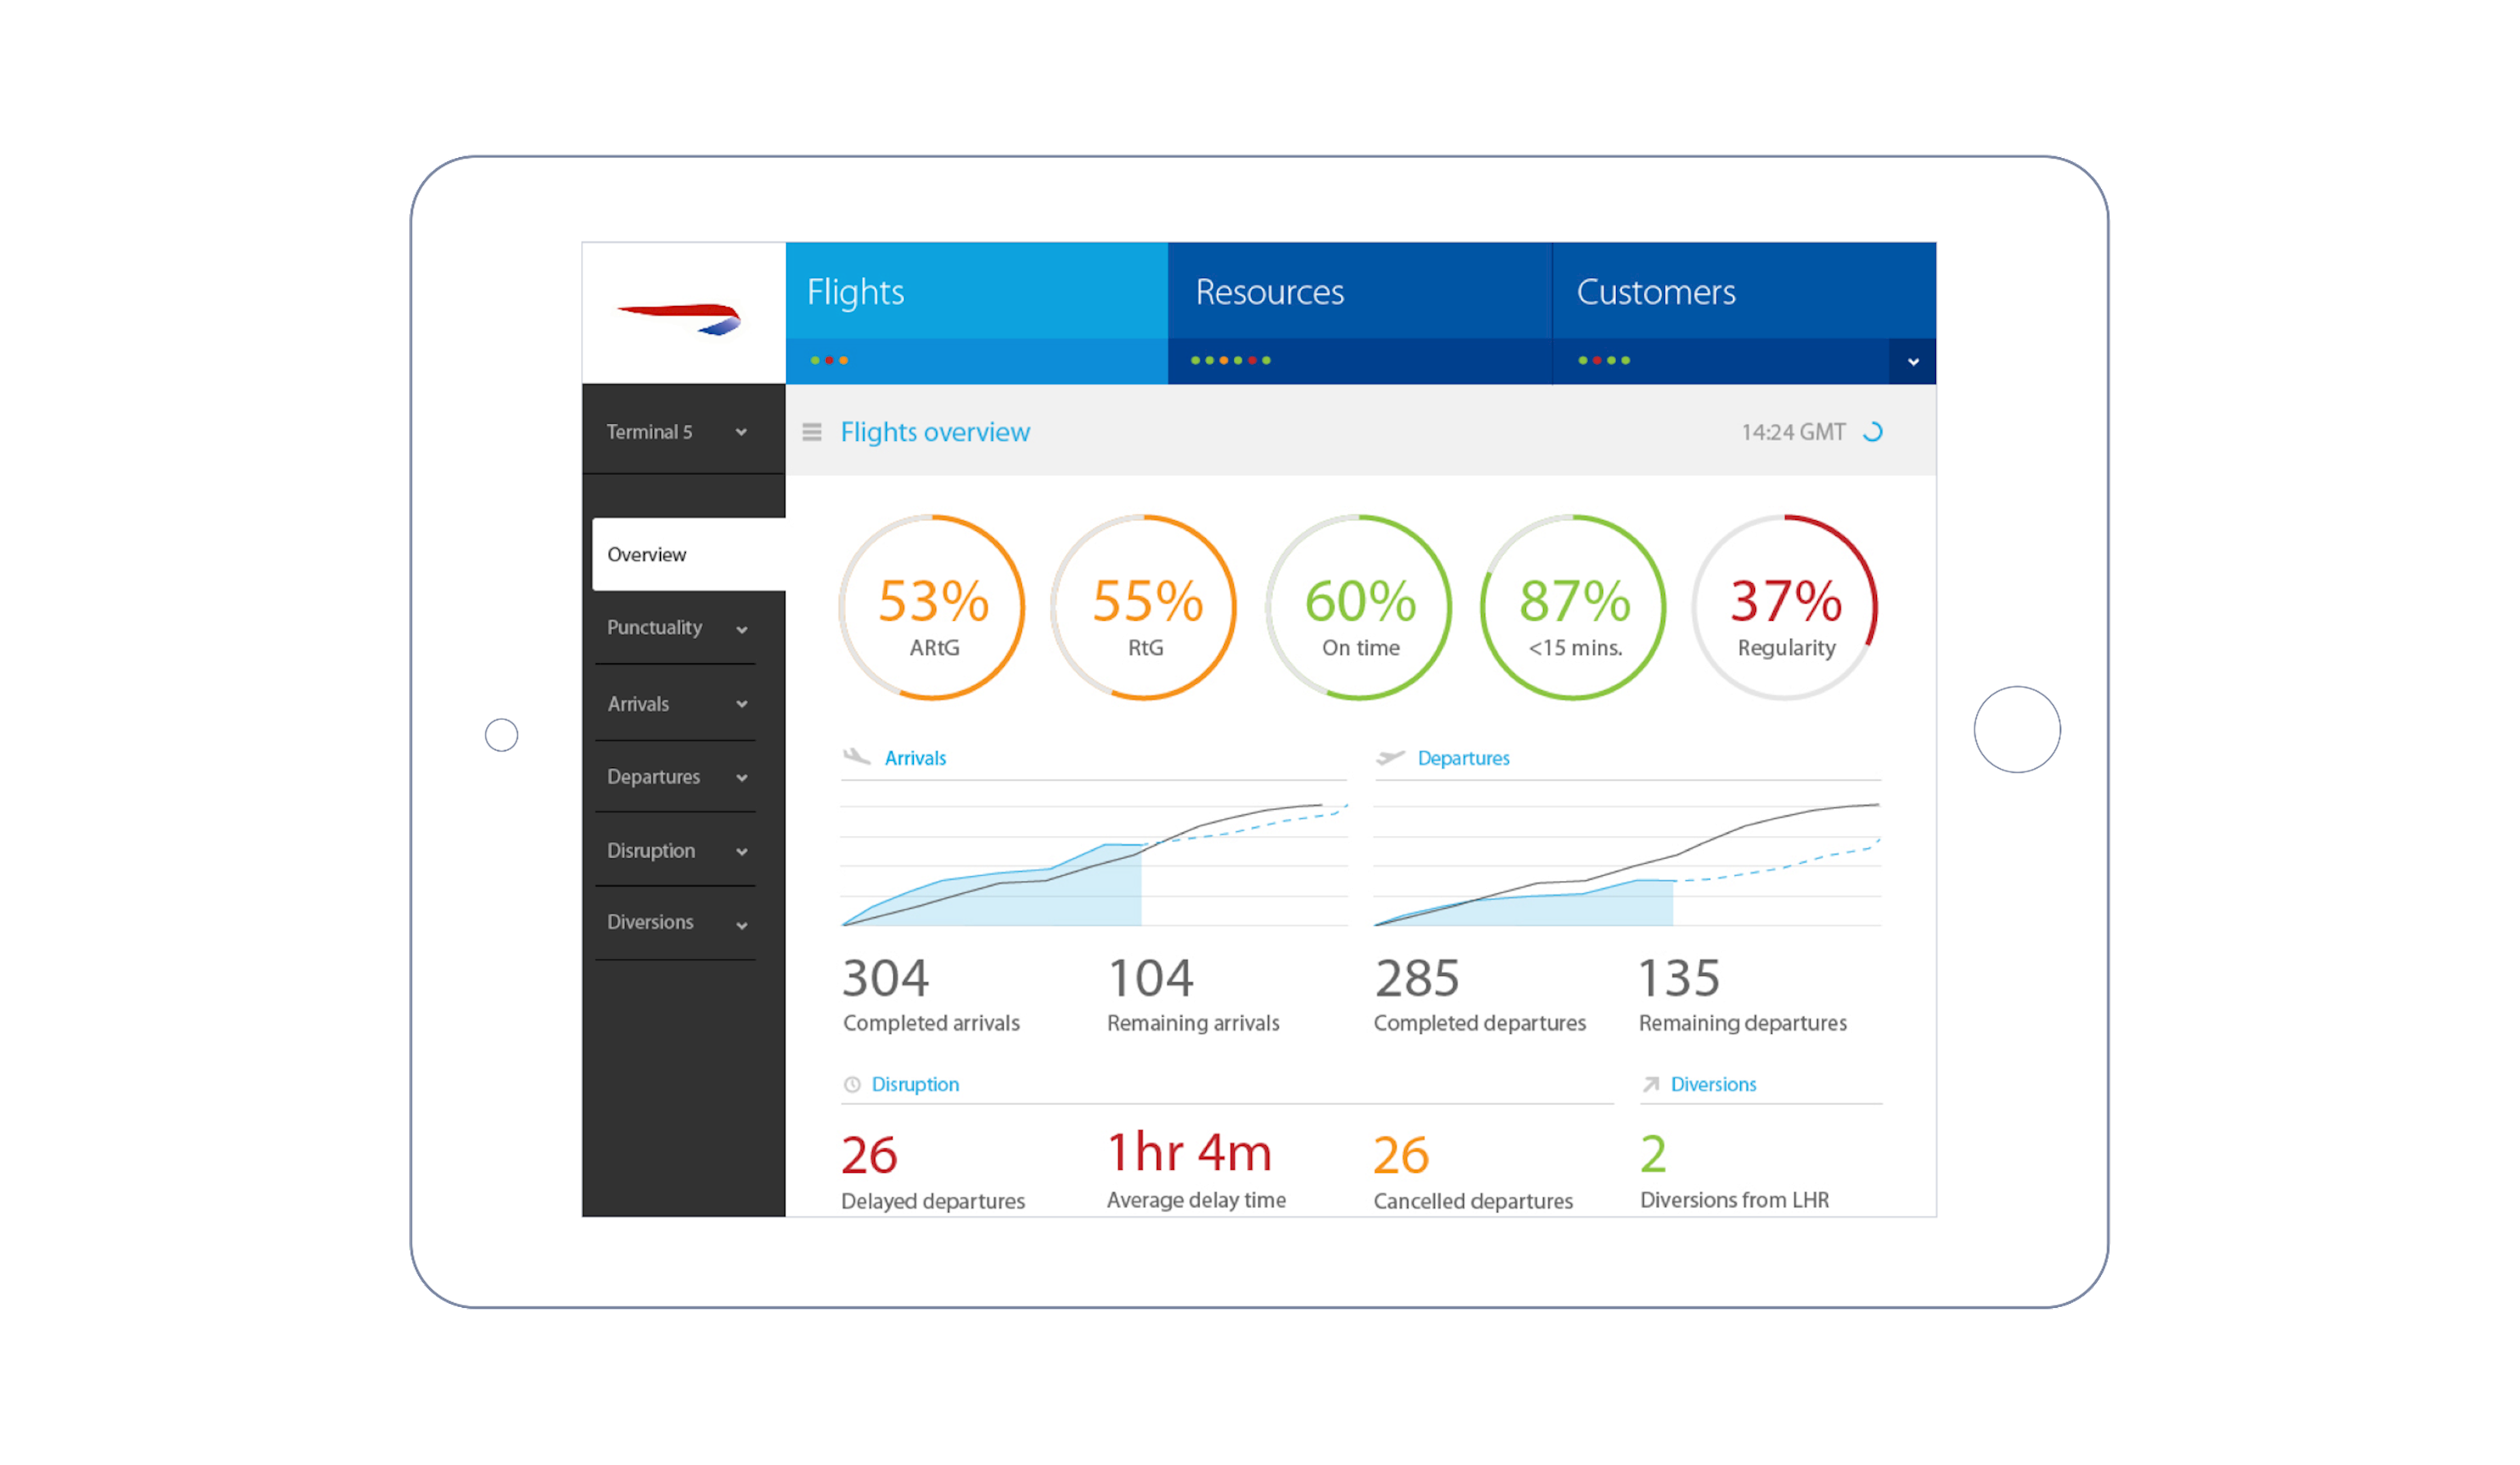 Flights
Resources
Customers
Terminal 5
Flights overview
14:24 GMT
Overview
Punctuality
Arrivals
Departures
Disruption
Diversions
53%
ARtG
55%
RtG
60%
On time
87%
<15 mins.
37%
Regularity
Arrivals
Departures
304
Completed arrivals
104
Remaining arrivals
285
Completed departures
135
Remaining departures
Disruption
Diversions
26
Delayed departures
1hr 4m
Average delay time
26
Cancelled departures
2
Diversions from LHR